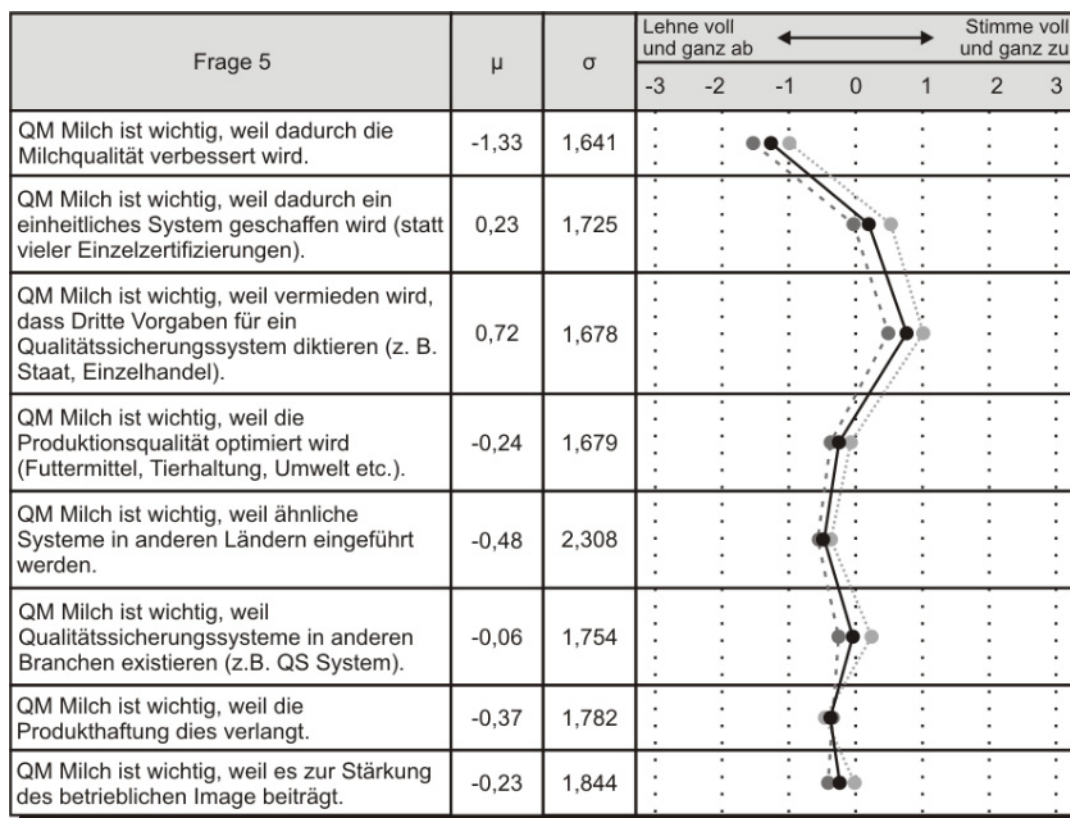 Frage 5
μ
σ
Lehne voll
und ganz ab
Stimme voll
und ganz zu
-3 -2 -1 0 1 2 3
QM Milch ist wichtig, weil dadurch die
Milchqualität verbessert wird.
-1,33
1,641
QM Milch ist wichtig, weil dadurch ein
einheitliches System geschaffen wird (statt
vieler Einzelzertifizierungen).
0,23
1,725
QM Milch ist wichtig, weil vermieden wird,
dass Dritte Vorgaben für ein
Qualitätssicherungssystem diktieren (z. B.
Staat, Einzelhandel).
0,72
1,678
QM Milch ist wichtig, weil die
Produktionsqualität optimiert wird
(Futtermittel, Tierhaltung, Umwelt etc.).
-0,24
1,679
QM Milch ist wichtig, weil ähnliche
Systeme in anderen Ländern eingeführt
werden.
-0,48
2,308
QM Milch ist wichtig, weil
Qualitätssicherungssysteme in anderen
Branchen existieren (z.B. QS System).
-0,06
1,754
QM Milch ist wichtig, weil die
Produkthaftung dies verlangt.
-0,37
1,782
QM Milch ist wichtig, weil es zur Stärkung
des betrieblichen Image beiträgt.
-0,23
1,844